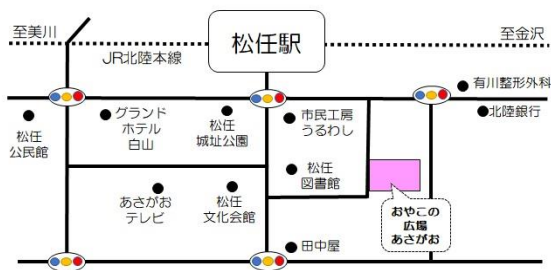 至美川
至金沢
松任駅
JR北陸本線
有川整形外科
北陸銀行
松任
公民館
グランド
ホテル
白山
松任
城址公園
市民工房
うるわし
松任
図書館
あさがお
テレビ
松任
文化会館
おやこの
広場
あさがお
田中屋